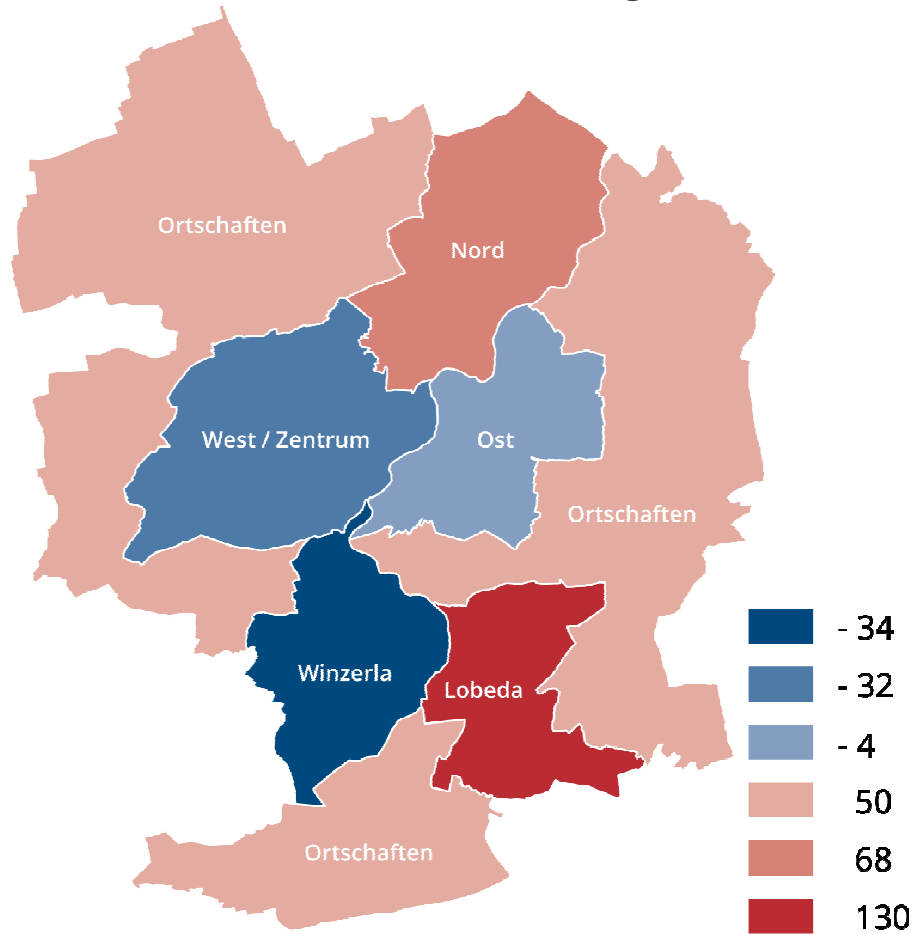 Ortschaften
Nord
West / Zentrum
Ost
Ortschaften
Winzerla
Lobeda
Ortschaften
- 34
- 32
- 4
50
68
130